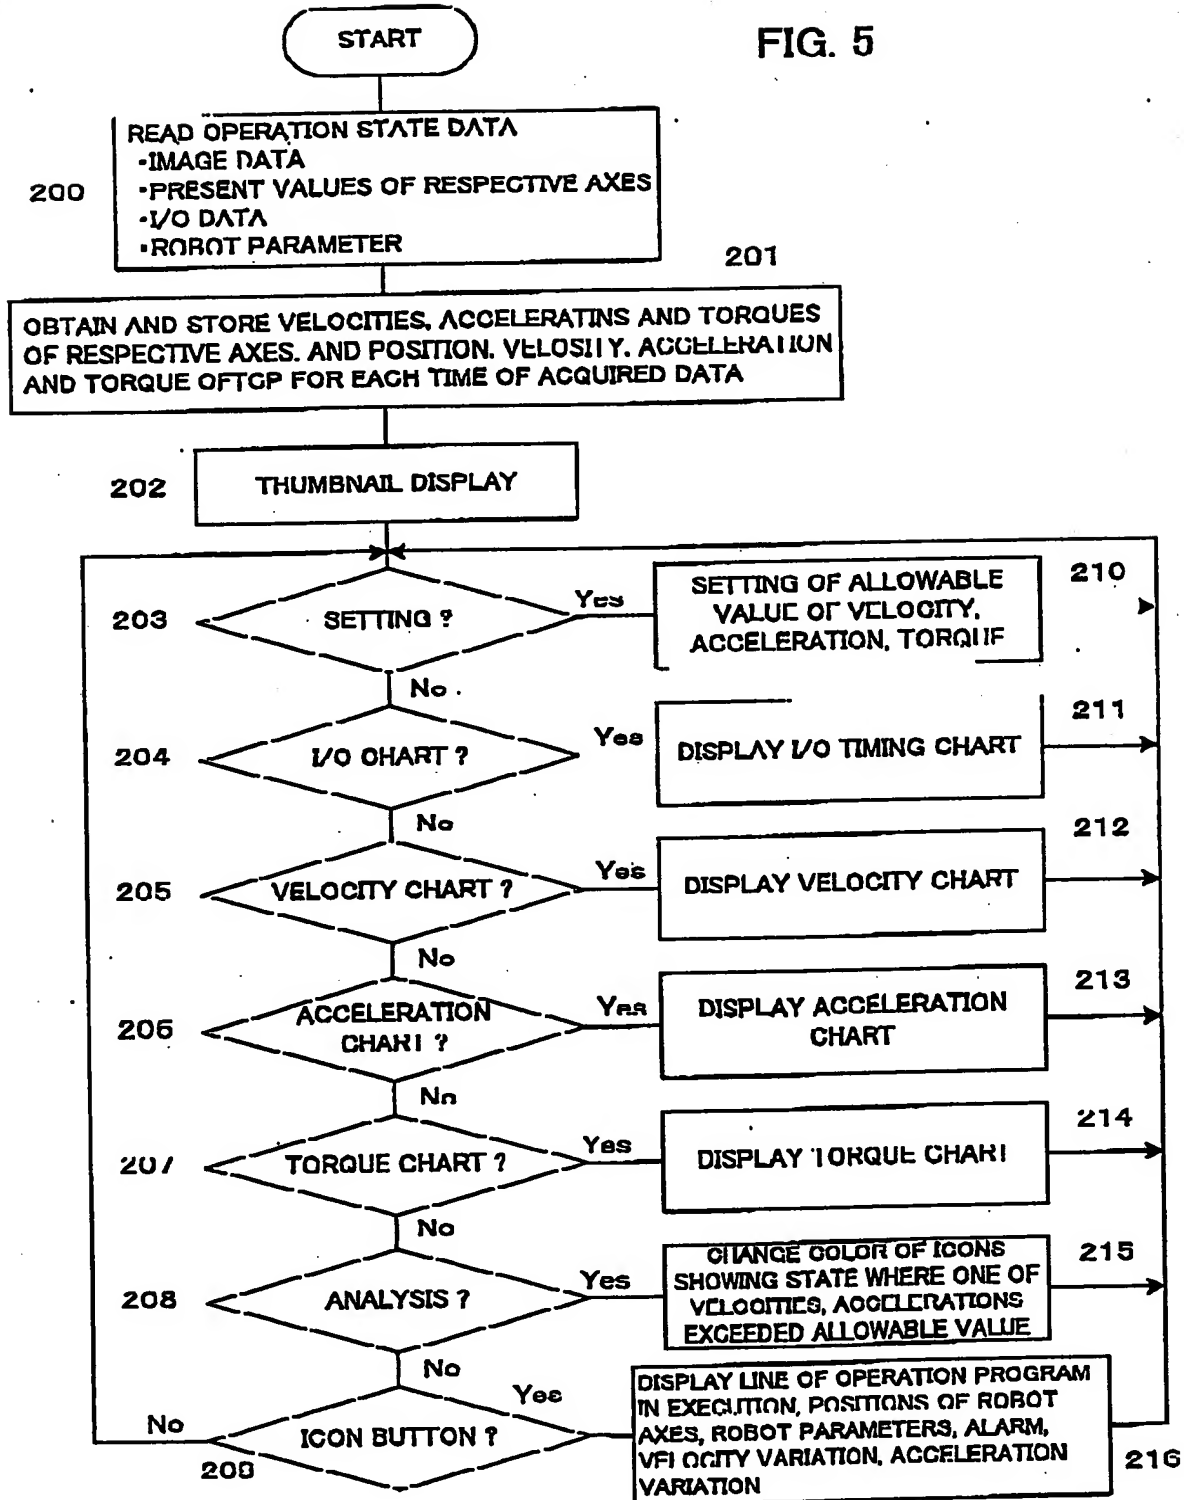 START
FIG. 5
READ OPERATION STATE DATA
•IMAGE DATA
•PRESENT VALUES OF RESPECTIVE AXES
•I/O DATA
•ROBOT PARAMETER
200
201
OBTAIN AND STORE VELOCITIES, ACCELERATINS AND TORQUES
OF RESPECTIVE AXES, AND POSITION, VELOSITY, ACCELERATION
AND TORQUE OFTCP FOR EACH TIME OF ACQUIRED DATA
202
THUMBNAIL DISPLAY
203
SETTING ?
Yes
SETTING OF ALLOWABLE
VALUE OF VELOCITY,
ACCELERATION, TORQUE
210
No
204
I/O CHART ?
Yes
DISPLAY I/O TIMING CHART
211
No
205
VELOCITY CHART ?
Yes
DISPLAY VELOCITY CHART
212
No
206
ACCELERATION
CHART ?
Yes
DISPLAY ACCELERATION
CHART
213
No
207
TORQUE CHART ?
Yes
DISPLAY TORQUE CHART
214
No
208
ANALYSIS ?
Yes
CHANGE COLOR OF ICONS
SHOWING STATE WHERE ONE OF
VELOCITIES, ACCELERATIONS
EXCEEDED ALLOWABLE VALUE
215
No
209
ICON BUTTON ?
No
Yes
DISPLAY LINE OF OPERATION PROGRAM
IN EXECUTION, POSITIONS OF ROBOT
AXES, ROBOT PARAMETERS, ALARM,
VELOCITY VARIATION, ACCELERATION
VARIATION
216